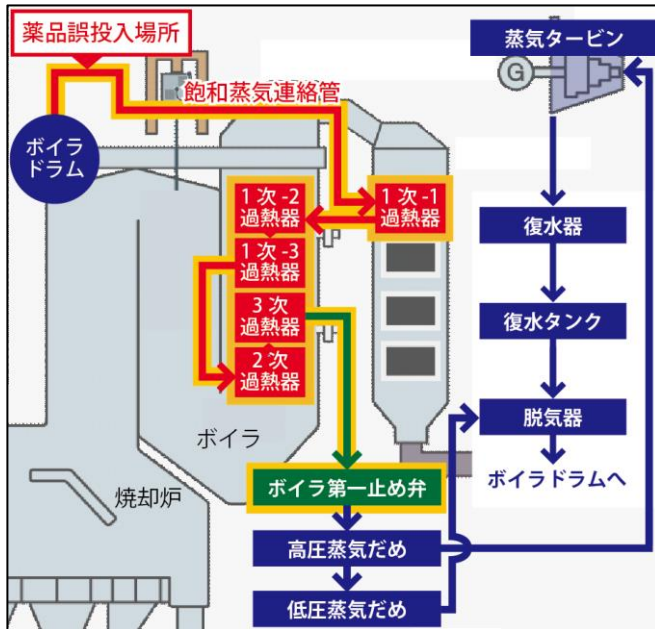 薬品誤投入場所
蒸気タービン
G
飽和蒸気連絡管
ボイラ
ドラム
1次-2
過熱器
1次-1
過熱器
1次-3
過熱器
3次
過熱器
2次
過熱器
復水器
復水タンク
脱気器
ボイラドラムへ
ボイラ
焼却炉
ボイラ第一止め弁
高圧蒸気だめ
低圧蒸気だめ